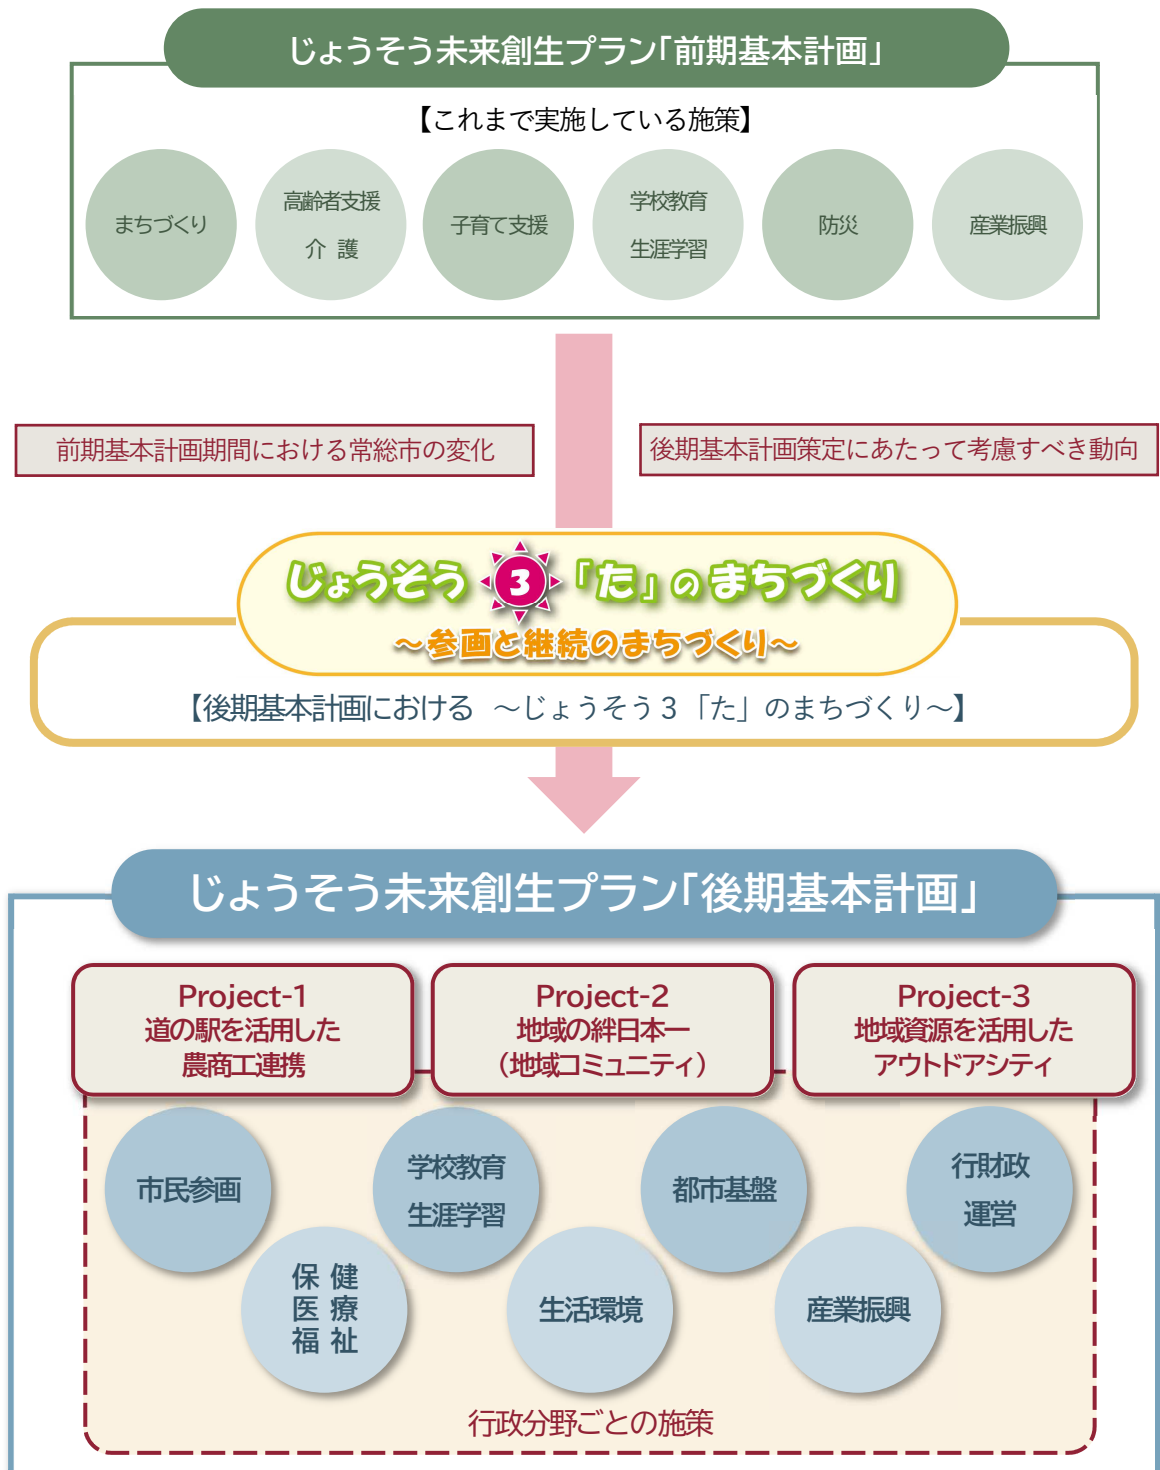 じょうそう未来創生プラン「前期基本計画」
【これまで実施している施策】
まちづくり
高齢者支援
介 護
子育て支援
学校教育
生涯学習
防災
産業振興
前期基本計画期間における常総市の変化
後期基本計画策定にあたって考慮すべき動向
じょうそう 3 「た」のまちづくり
～参画と継続のまちづくり～
【後期基本計画における ～じょうそう3「た」のまちづくり～】
じょうそう未来創生プラン「後期基本計画」
Project-1
道の駅を活用した
農商工連携
Project-2
地域の絆日本一
（地域コミュニティ）
Project-3
地域資源を活用した
アウトドアシティ
市民参画
学校教育
生涯学習
都市基盤
行財政
運営
保 健
医 療
福 祉
生活環境
産業振興
行政分野ごとの施策